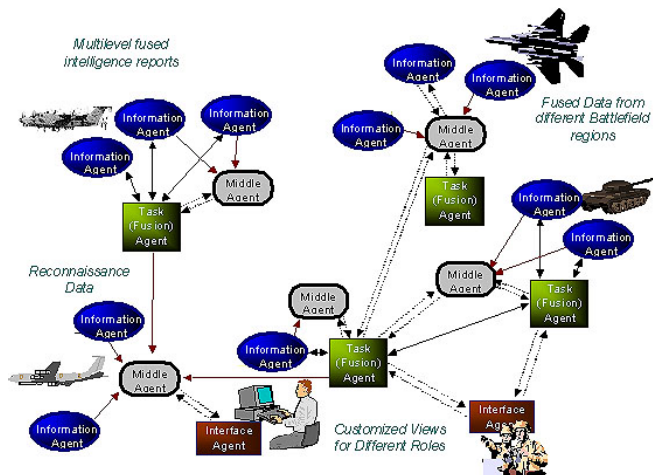 Multilevel fused
intelligence reports
Information
Agent
Information
Agent
Information
Agent
Middle
Agent
Task
(Fusion)
Agent
Information
Agent
Information
Agent
Information
Agent
Middle
Agent
Task
(Fusion)
Agent
Fused Data from
different Battlefield
regions
Information
Agent
Information
Agent
Middle
Agent
Task
(Fusion)
Agent
Reconnaissance
Data
Information
Agent
Middle
Agent
Information
Agent
Interface
Agent
Middle
Agent
Information
Agent
Task
(Fusion)
Agent
Customized Views
for Different Roles
Interface
Agent